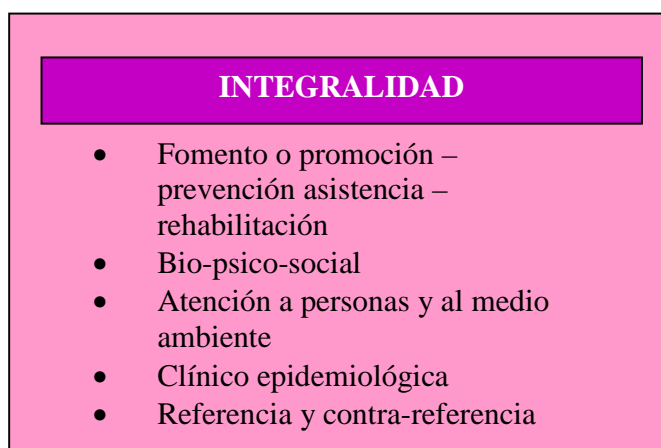 INTEGRALIDAD
• Fomento o promoción –
prevención asistencia –
rehabilitación
• Bio-psico-social
• Atención a personas y al medio
ambiente
• Clínico epidemiológica
• Referencia y contra-referencia